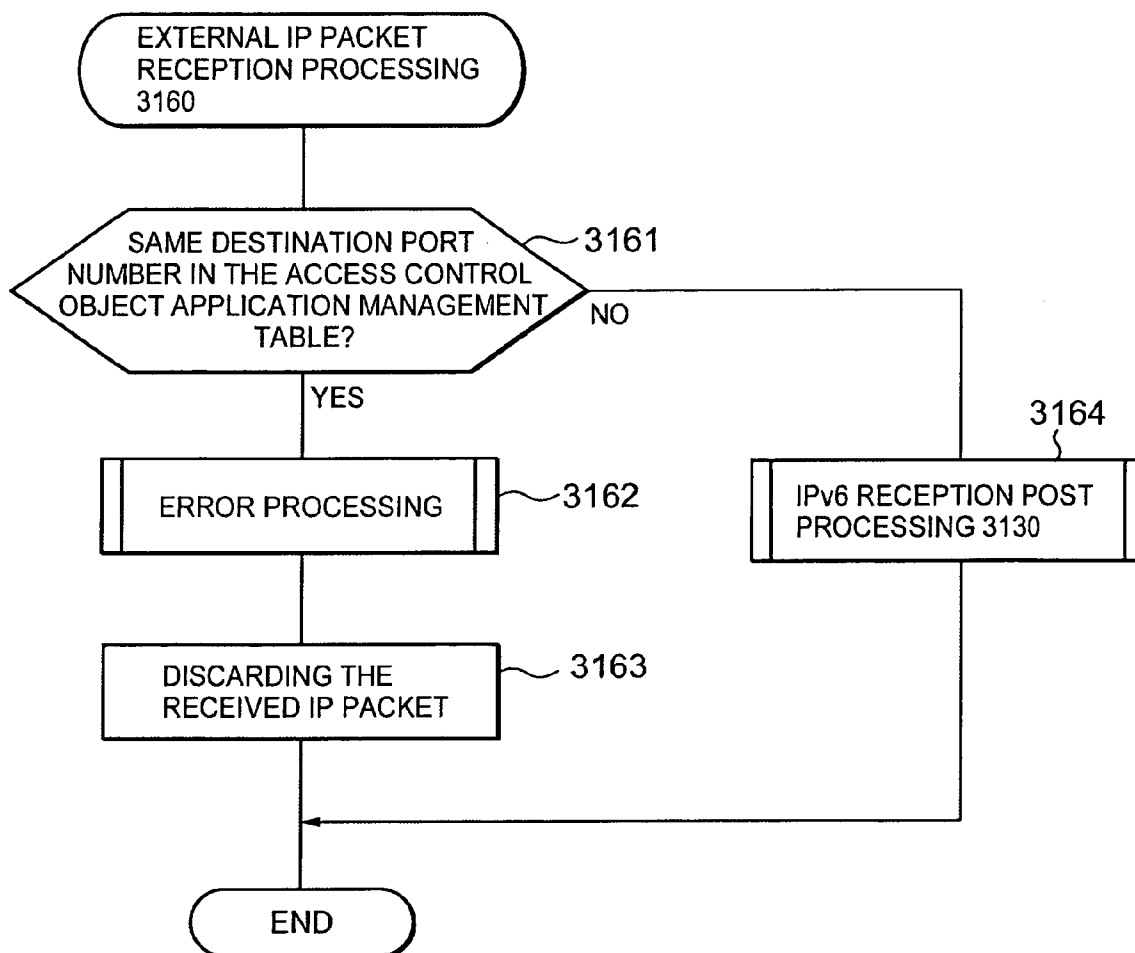 EXTERNAL IP PACKET
RECEPTION PROCESSING
3160
SAME DESTINATION PORT
NUMBER IN THE ACCESS CONTROL
OBJECT APPLICATION MANAGEMENT
TABLE?
3161
NO
YES
3164
ERROR PROCESSING
3162
IPv6 RECEPTION POST
PROCESSING 3130
DISCARDING THE
RECEIVED IP PACKET
3163
END